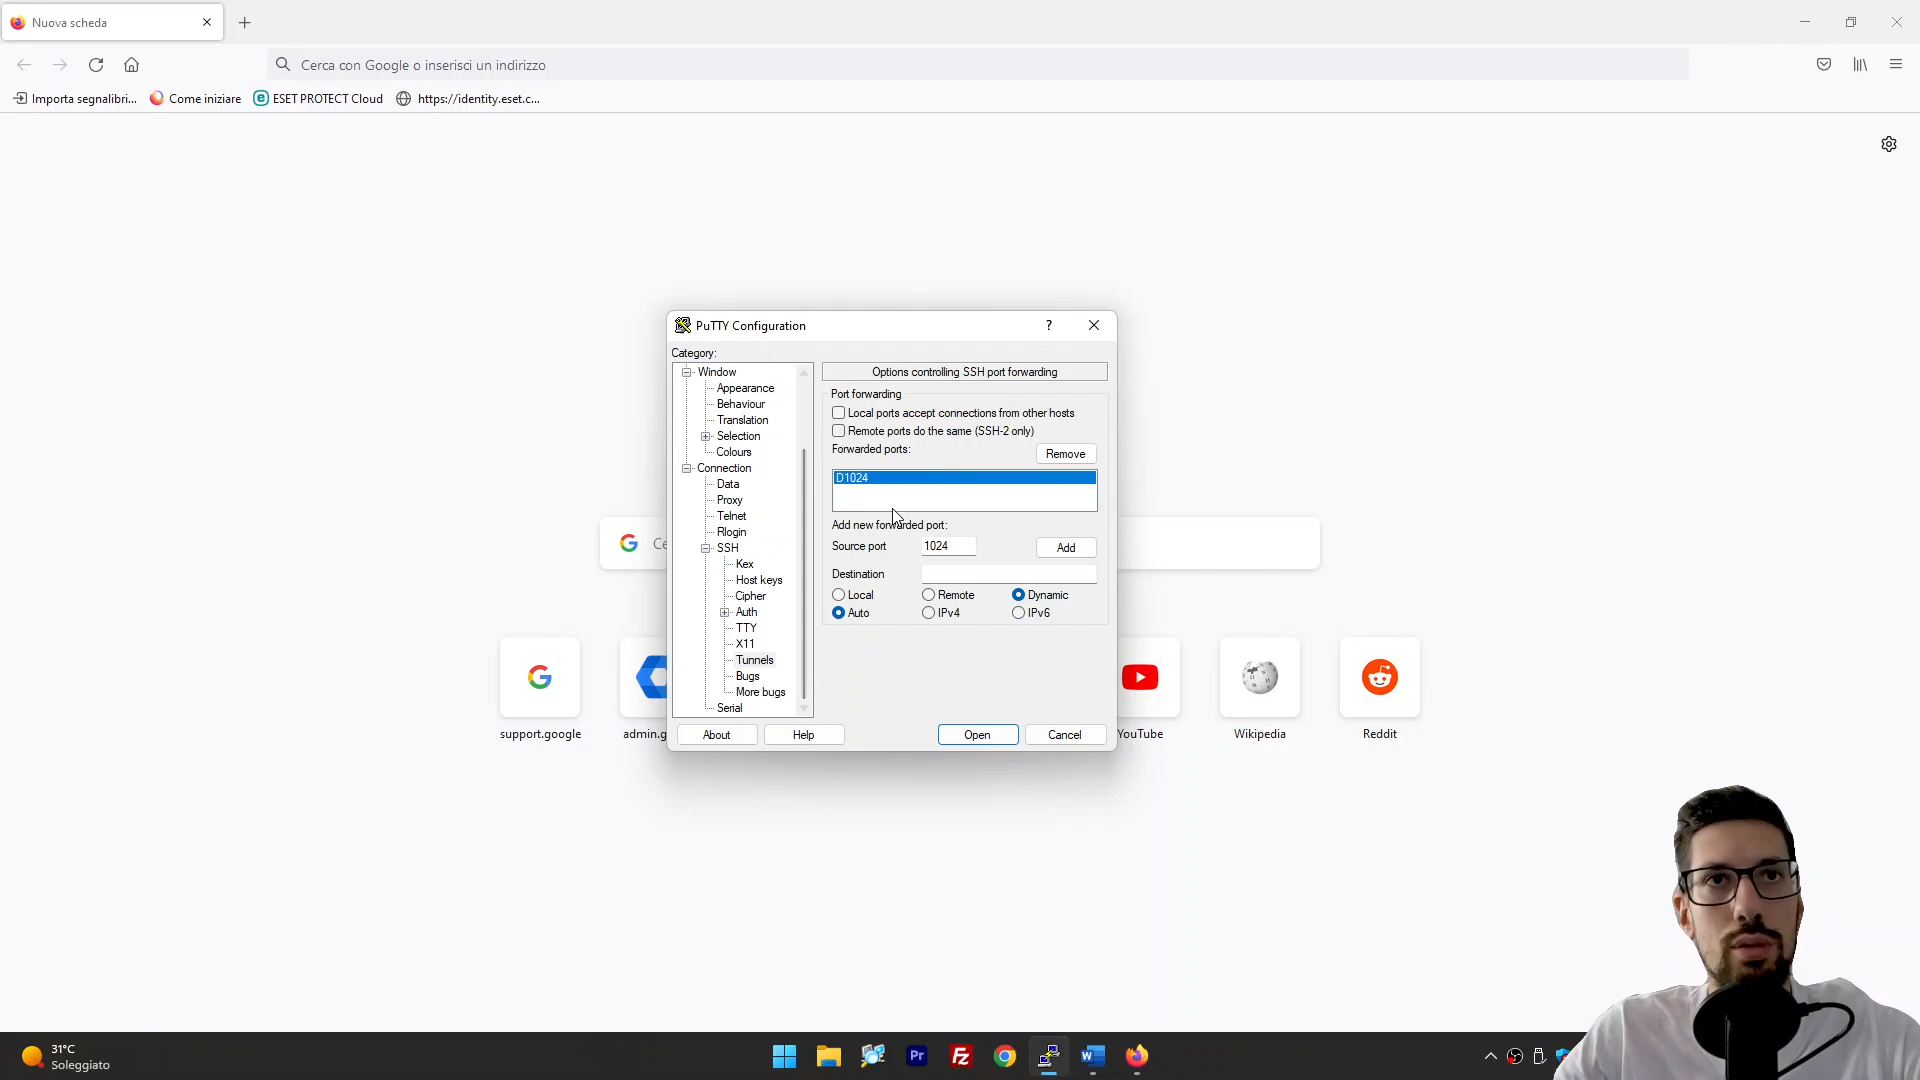 Nuova scheda
Cerca con Google o inserisci un indirizzo
Importa segnalibri... Come iniziare ESET PROTECT Cloud https://identity.eset.c...
PuTTY Configuration ?
Category:
Window
Appearance
Behaviour
Translation
Selection
Colours
Connection
Data
Proxy
Telnet
Rlogin
SSH
Kex
Host keys
Cipher
Auth
TTY
X11
Tunnels
Bugs
More bugs
Serial
Options controlling SSH port forwarding
Port forwarding
Local ports accept connections from other hosts
Remote ports do the same (SSH-2 only)
Forwarded ports:
Remove
D1024
Add new forwarded port:
Source port 1024 Add
Destination
Local Remote Dynamic
Auto IPv4 IPv6
About Help Open Cancel
Ce
support.google admin.g YouTube Wikipedia Reddit
31°C
Soleggiato
Pr
Fz
W